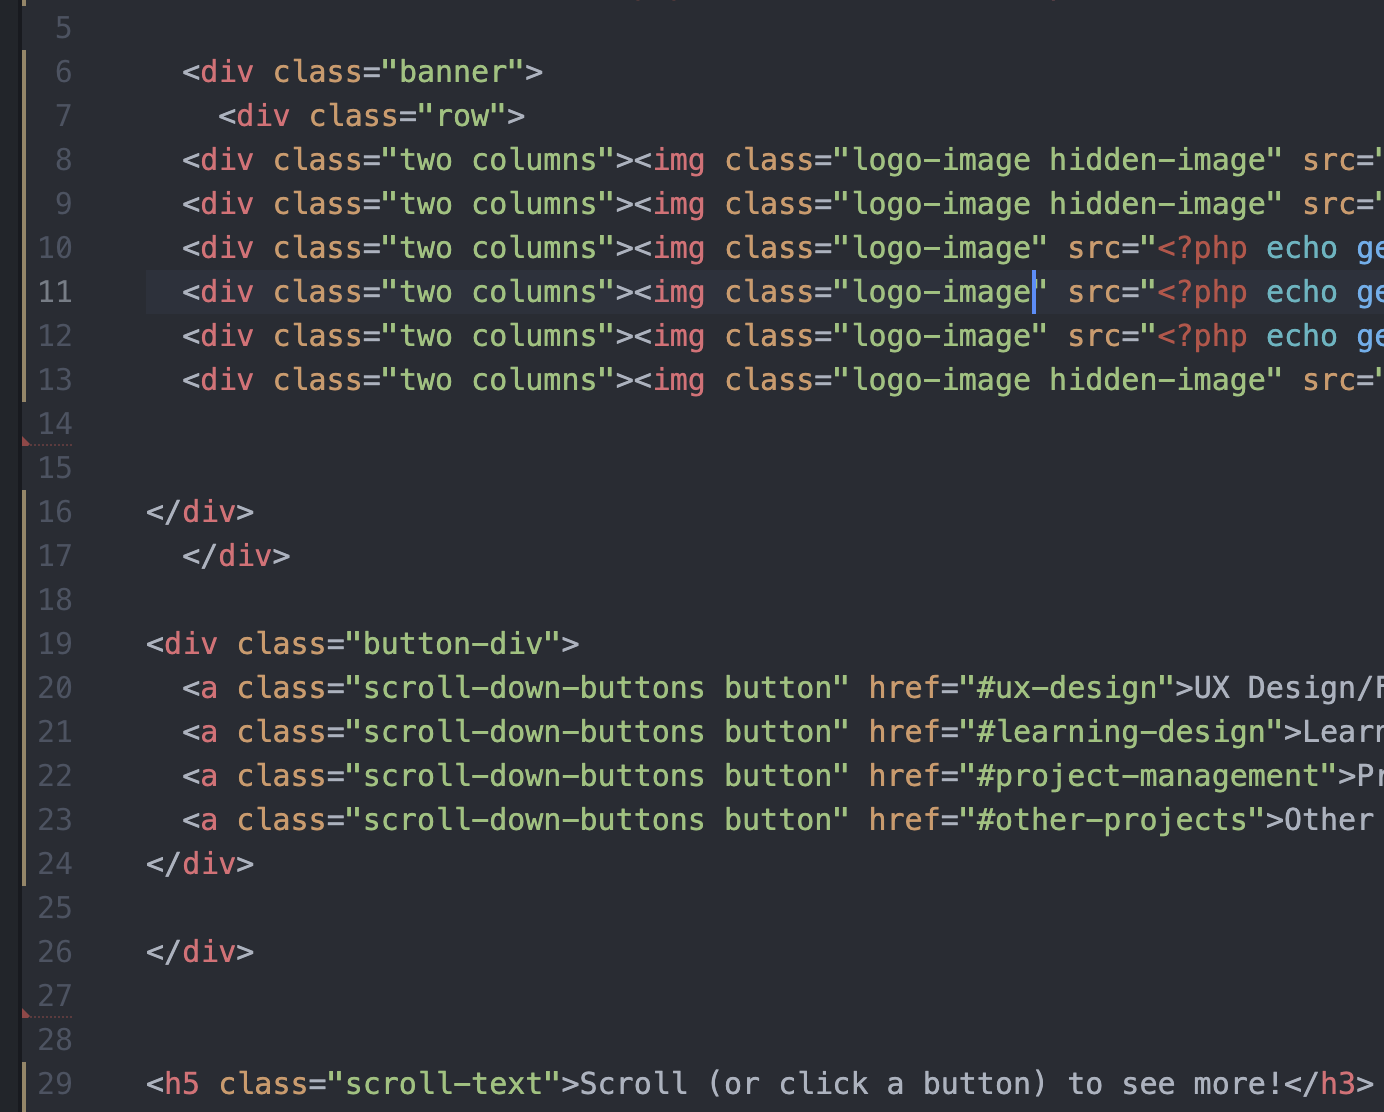 5
6 <div class="banner">
7 <div class="row">
8 <div class="two columns"><img class="logo-image hidden-image" src="
9 <div class="two columns"><img class="logo-image hidden-image" src="
10 <div class="two columns"><img class="logo-image" src="<?php echo ge
11 <div class="two columns"><img class="logo-image" src="<?php echo ge
12 <div class="two columns"><img class="logo-image" src="<?php echo ge
13 <div class="two columns"><img class="logo-image hidden-image" src="
14
15
16 </div>
17 </div>
18
19 <div class="button-div">
20 <a class="scroll-down-buttons button" href="#ux-design">UX Design/F
21 <a class="scroll-down-buttons button" href="#learning-design">Learn
22 <a class="scroll-down-buttons button" href="#project-management">Pr
23 <a class="scroll-down-buttons button" href="#other-projects">Other
24 </div>
25
26 </div>
27
28
29 <h5 class="scroll-text">Scroll (or click a button) to see more!</h3>